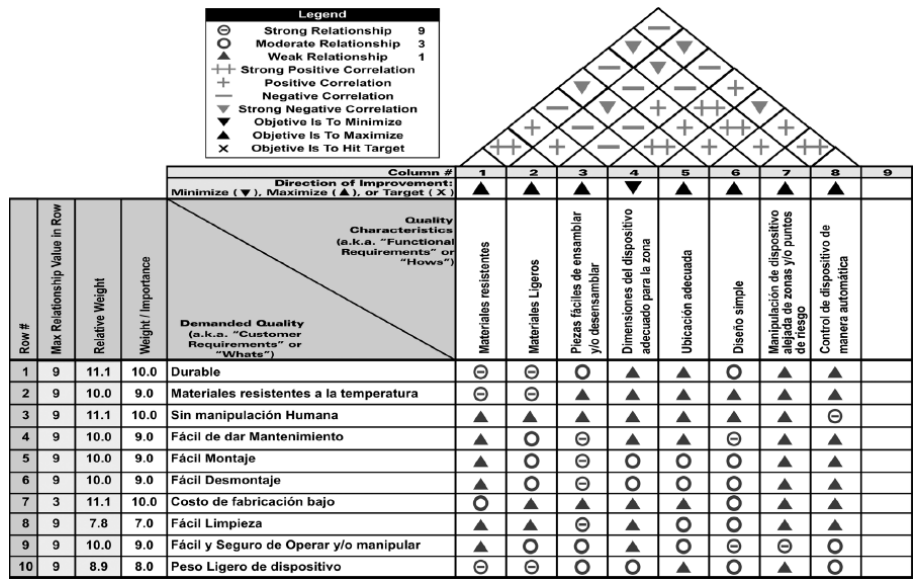 Legend
Strong Relationship 9
Moderate Relationship 3
Weak Relationship 1
Strong Positive Correlation
Positive Correlation
Negative Correlation
Strong Negative Correlation
Objetive Is To Minimize
Objetive Is To Maximize
X Objetive Is To Hit Target
Column # 1 2 3 4 5 6 7 8 9
Direction of Improvement:
Minimize (▼), Maximize (▲), or Target (X)
Row #
Max Relationship Value in Row
Relative Weight
Weight / Importance
Quality
Characteristics
(a.k.a. "Functional
Requirements" or
"Hows")
Demanded Quality
(a.k.a. "Customer
Requirements" or
"Whats")
Materiales resistentes
Materiales Ligeros
Piezas fáciles de ensamblar
y/o desensamblar
Dimensiones del dispositivo
adecuado para la zona
Ubicación adecuada
Diseño simple
Manipulación de dispositivo
alejada de zonas y/o puntos
de riesgo
Control de dispositivo de
manera automática
1 9 11.1 10.0 Durable
2 9 10.0 9.0 Materiales resistentes a la temperatura
3 9 11.1 10.0 Sin manipulación Humana
4 9 10.0 9.0 Fácil de dar Mantenimiento
5 9 10.0 9.0 Fácil Montaje
6 9 10.0 9.0 Fácil Desmontaje
7 3 11.1 10.0 Costo de fabricación bajo
8 9 7.8 7.0 Fácil Limpieza
9 9 10.0 9.0 Fácil y Seguro de Operar y/o manipular
10 9 8.9 8.0 Peso Ligero de dispositivo